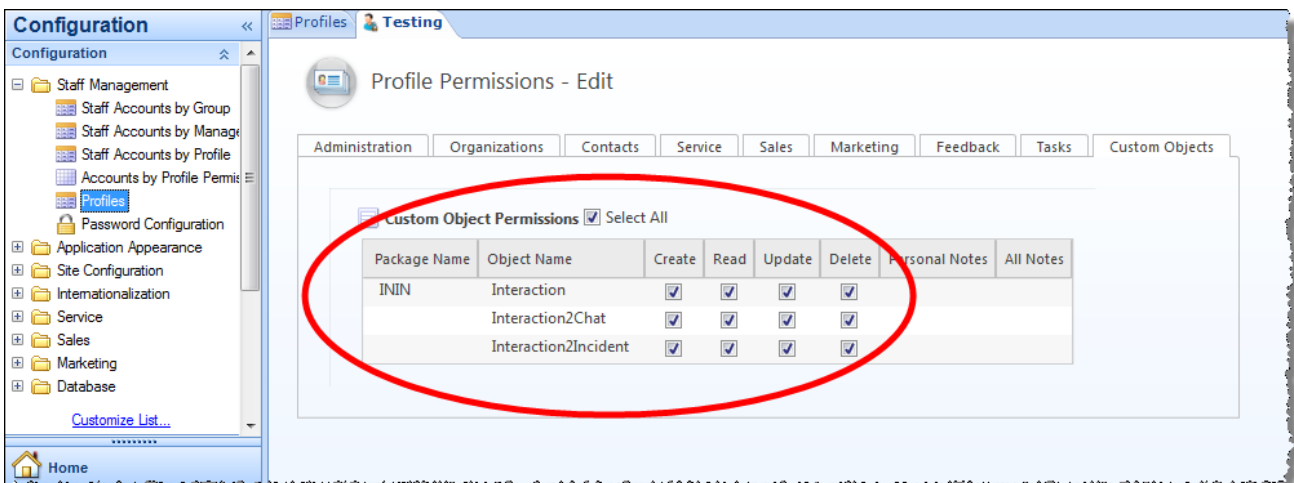 Configuration «
Profiles Testing
Configuration
Staff Management
Staff Accounts by Group
Staff Accounts by Manage
Staff Accounts by Profile
Accounts by Profile Permis
Profiles
Password Configuration
Application Appearance
Site Configuration
Internationalization
Service
Sales
Marketing
Database
Customize List...
Home
Profile Permissions - Edit
Administration Organizations Contacts Service Sales Marketing Feedback Tasks Custom Objects
Custom Object Permissions Select All
Package Name Object Name Create Read Update Delete Personal Notes All Notes
ININ Interaction
Interaction2Chat
Interaction2Incident